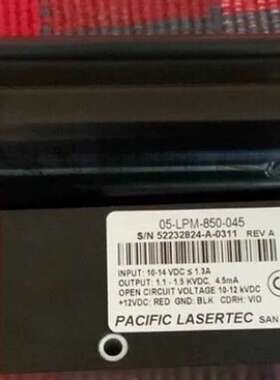 05-LPM-850-045
S/N 52232824-A-0311 REV A
INPUT: 10-14 VDC ≤ 1.3A
OUTPUT: 1.1 - 1.5 KVDC, 4.5mA
OPEN CIRCUIT VOLTAGE 10-12 kVDC
+12VDC: RED GND: BLK CDRH: VIO
PACIFIC LASERTEC SAN